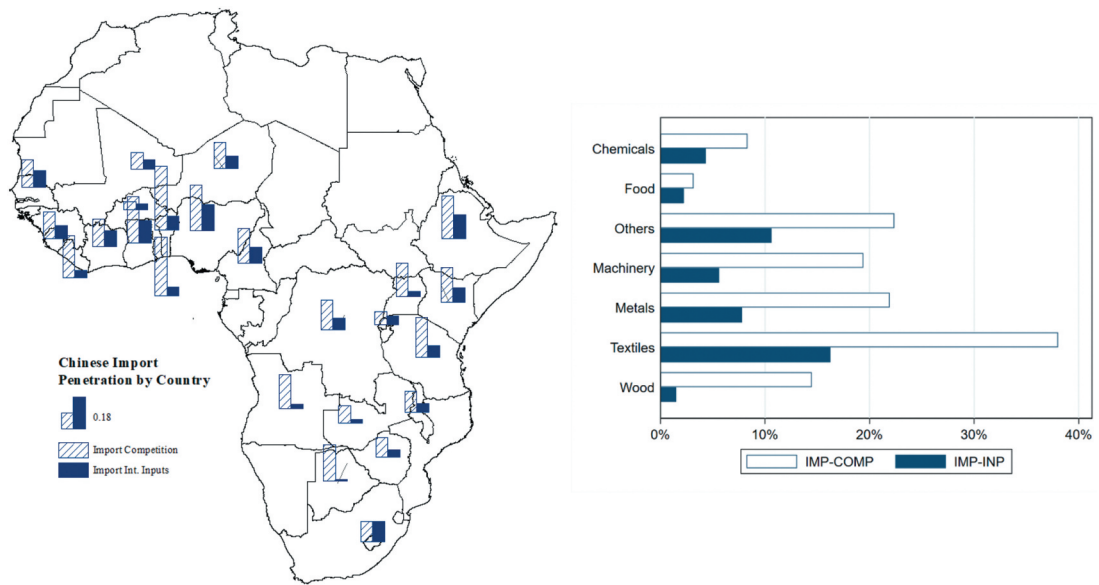 Chinese Import
Penetration by Country
0.18
Import Competition
Import Int. Inputs
Chemicals
Food
Others
Machinery
Metals
Textiles
Wood
0% 10% 20% 30% 40%
IMP-COMP IMP-INP